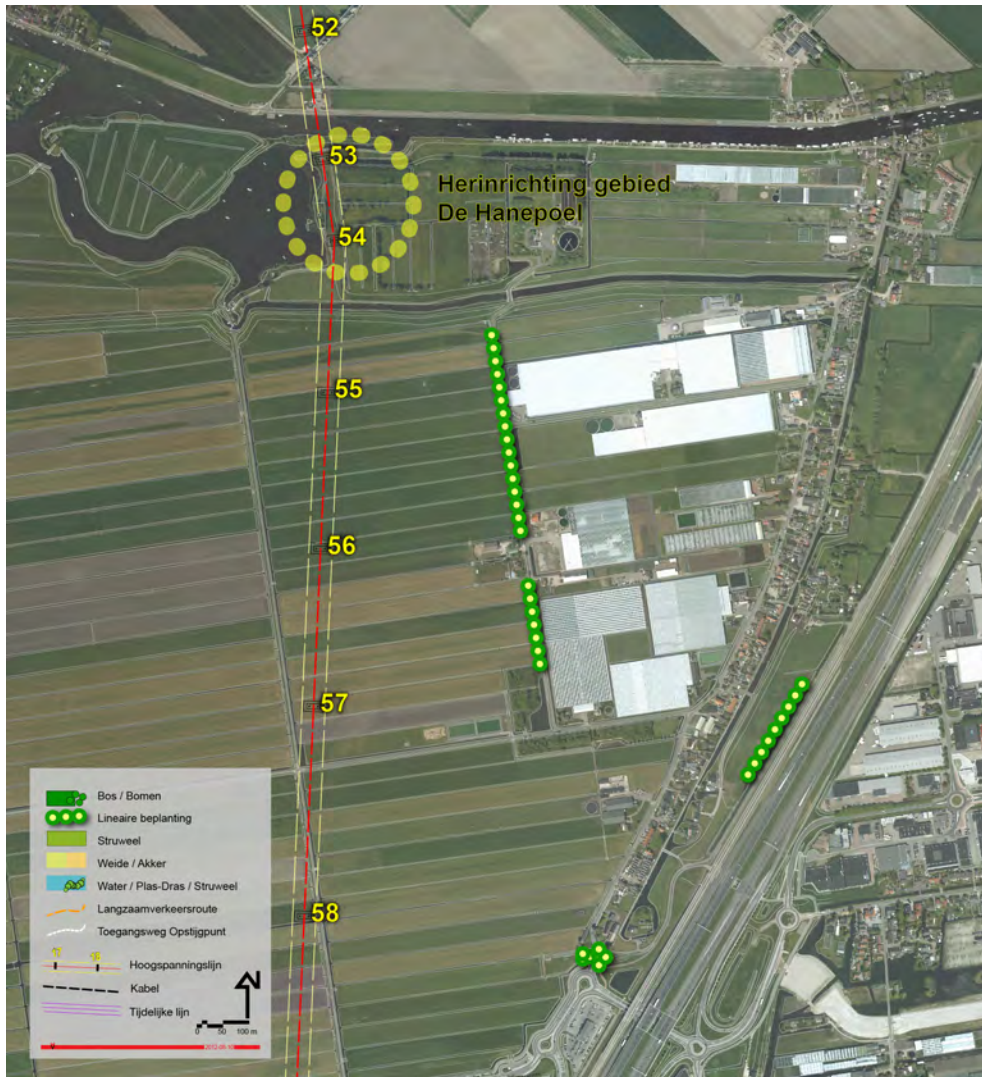 52
53
Herinrichting gebied
De Hanepoel
54
55
56
57
58
Bos / Bomen
Lineaire beplanting
Struweel
Weide / Akker
Water / Plas-Dras / Struweel
Langzaamverkeersroute
Toegangsweg Opstijgpunt
Hoogspanningslijn
Kabel
Tijdelijke lijn
N
0 50 100 m